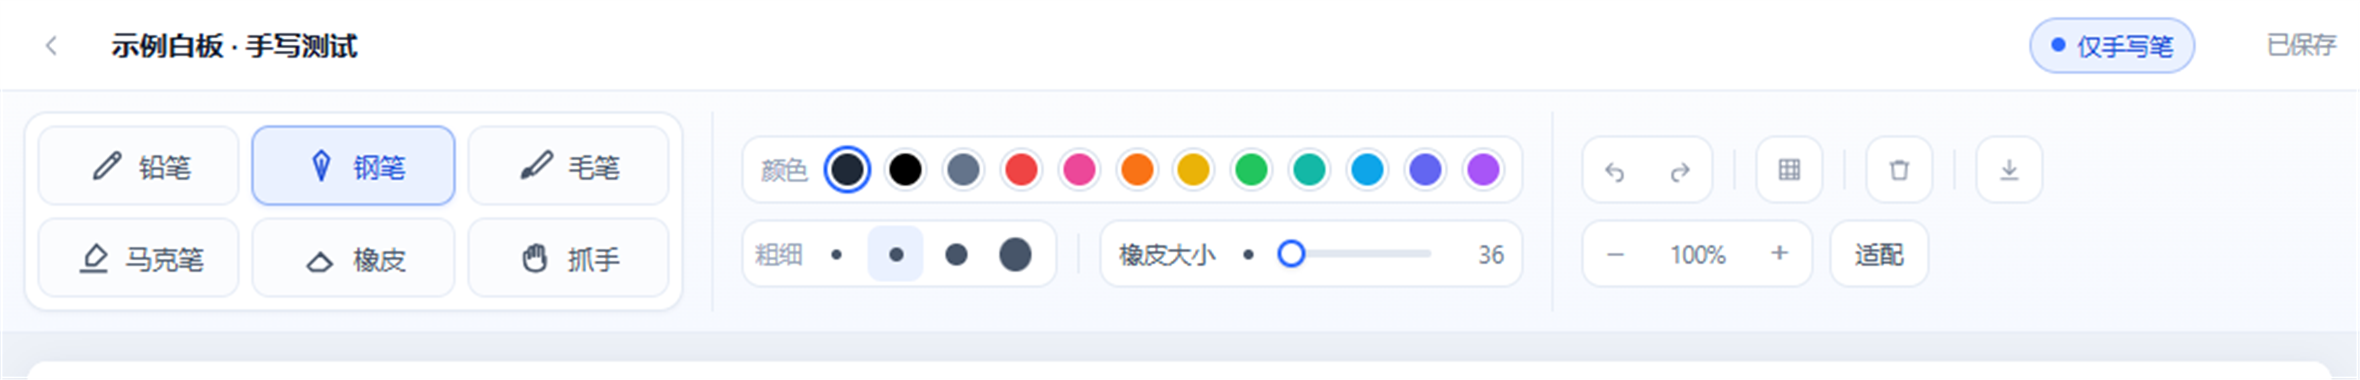 示例白板 · 手写测试
仅手写笔
已保存
铅笔
钢笔
毛笔
马克笔
橡皮
抓手
颜色
粗细
橡皮大小
36
100%
适配